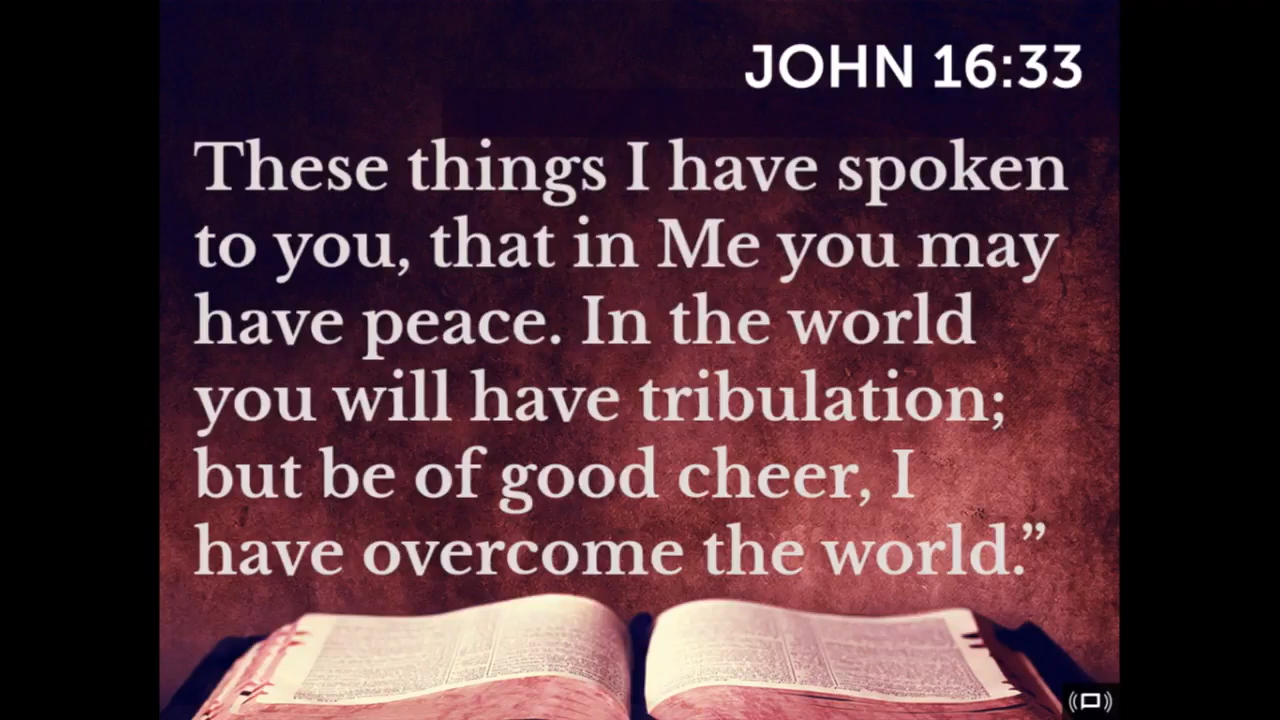 JOHN 16:33
These things I have spoken
to you, that in Me you may
have peace. In the world
you will have tribulation;
but be of good cheer, I
have overcome the world.”